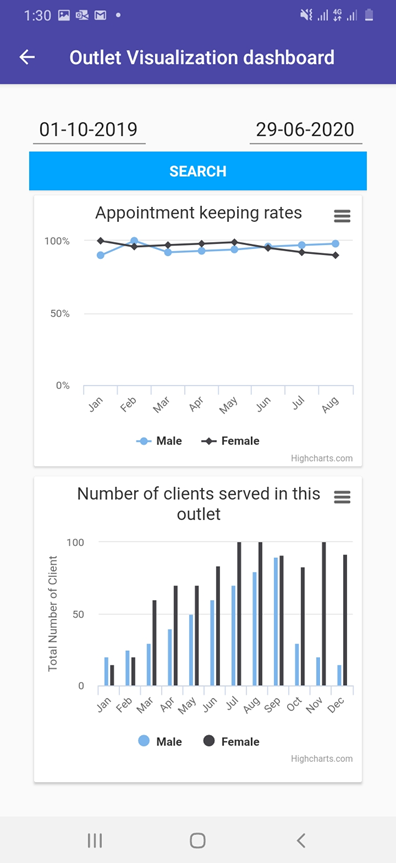 1:30
4G
Outlet Visualization dashboard
01-10-2019 29-06-2020
SEARCH
Appointment keeping rates
100%
50%
0%
Jan Feb Mar Apr May Jun Jul Aug
Male Female
Highcharts.com
Number of clients served in this
outlet
Total Number of Client
100
50
0
Jan Feb Mar Apr May Jun Jul Aug Sep Oct Nov Dec
Male Female
Highcharts.com